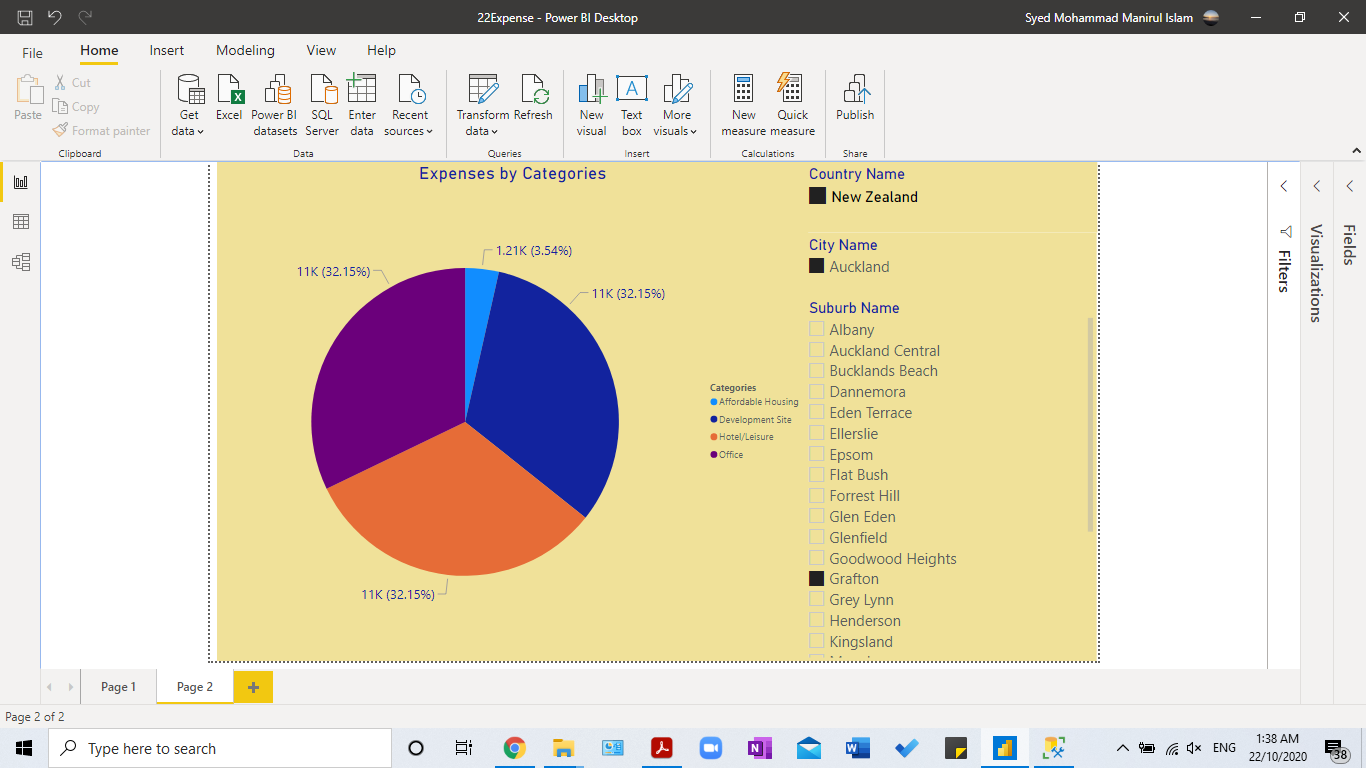 22Expense - Power BI Desktop
Syed Mohammad Manirul Islam
File
Home
Insert
Modeling
View
Help
Paste
Cut
Copy
Format painter
Clipboard
Get data
Excel
Power BI datasets
SQL Server
Enter data
Recent sources
Data
Transform data
Refresh
Queries
New visual
Text box
More visuals
Insert
New measure
Quick measure
Calculations
Publish
Share
Expenses by Categories
1.21K (3.54%)
11K (32.15%)
11K (32.15%)
11K (32.15%)
Categories
Affordable Housing
Development Site
Hotel/Leisure
Office
Country Name
New Zealand
City Name
Auckland
Suburb Name
Albany
Auckland Central
Bucklands Beach
Dannemora
Eden Terrace
Ellerslie
Epsom
Flat Bush
Forrest Hill
Glen Eden
Glenfield
Goodwood Heights
Grafton
Grey Lynn
Henderson
Kingsland
Filters
Visualizations
Fields
Page 1
Page 2
Page 2 of 2
Type here to search
ENG
1:38 AM
22/10/2020
38